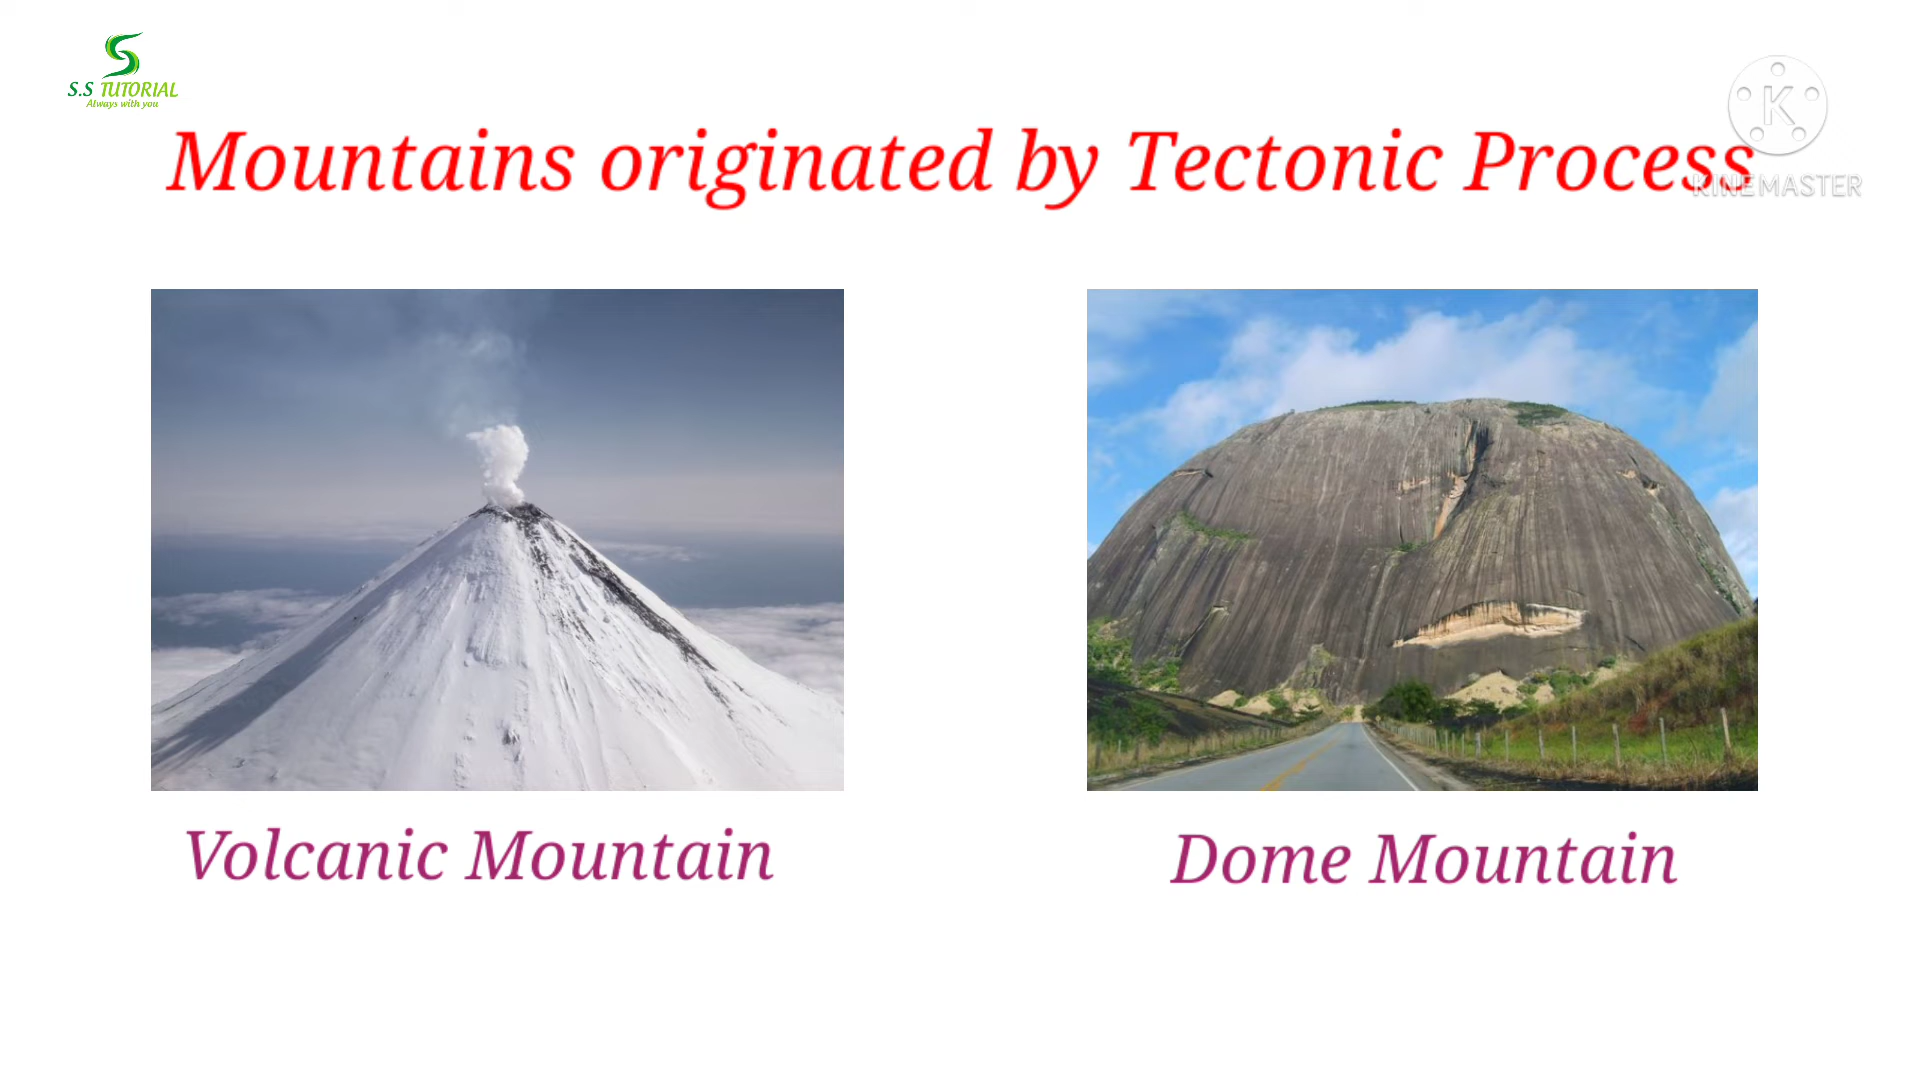 S.S TUTORIAL
Always with you
K
KINEMASTER
Mountains originated by Tectonic Process
Volcanic Mountain
Dome Mountain